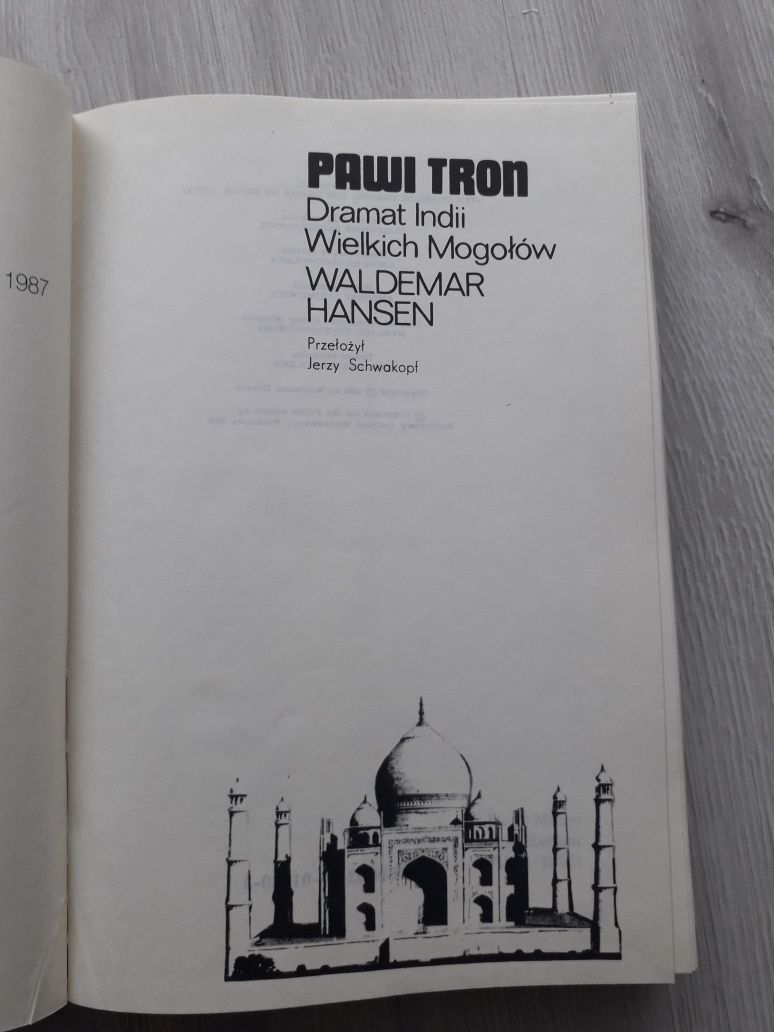 1987
PAWI TRON
Dramat Indii
Wielkich Mogołów
WALDEMAR
HANSEN
Przełożył
Jerzy Schwakopf